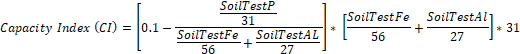 Capacity Index (CI) = [0.1 − (SoilTestP/31)/(SoilTestFe/56 + SoilTestAL/27)] * [SoilTestFe/56 + SoilTestAl/27] * 31